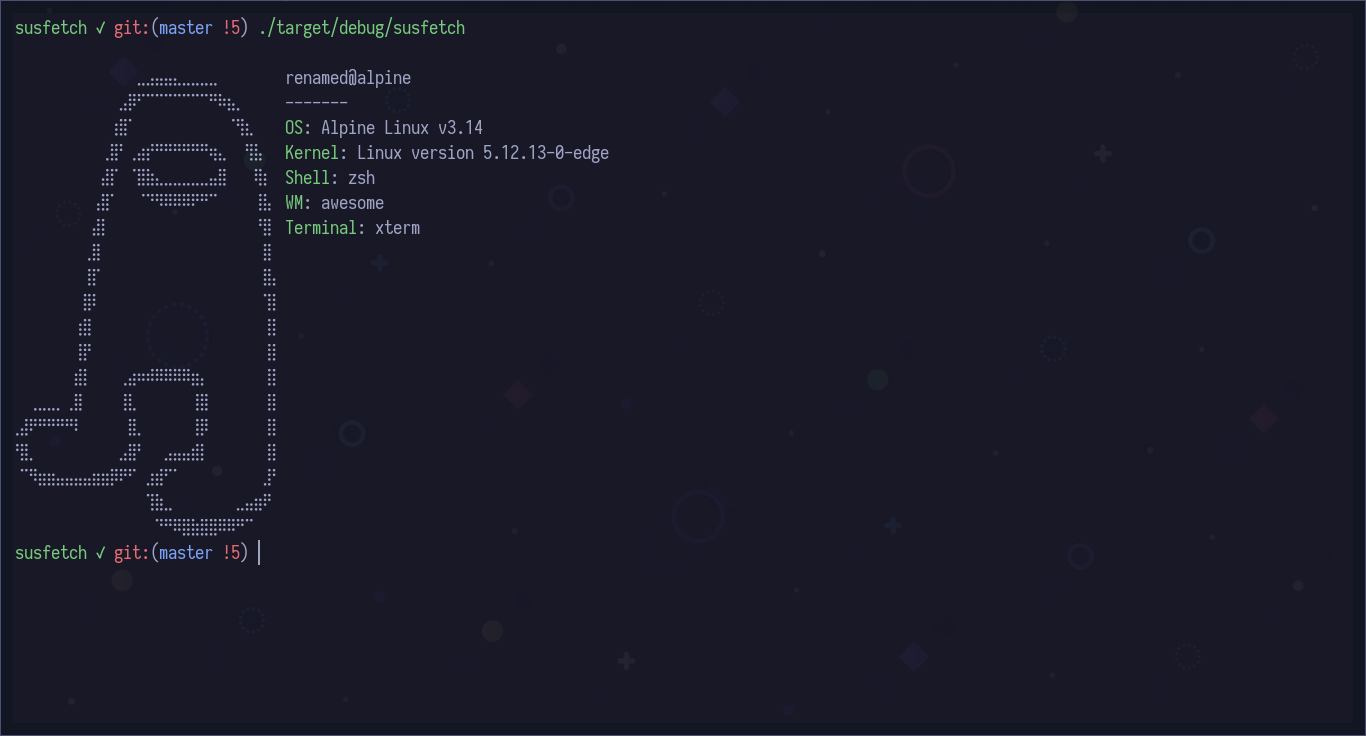 susfetch ✓ git:(master !5) ./target/debug/susfetch
renamed@alpine
-------
OS: Alpine Linux v3.14
Kernel: Linux version 5.12.13-0-edge
Shell: zsh
WM: awesome
Terminal: xterm
susfetch ✓ git:(master !5)